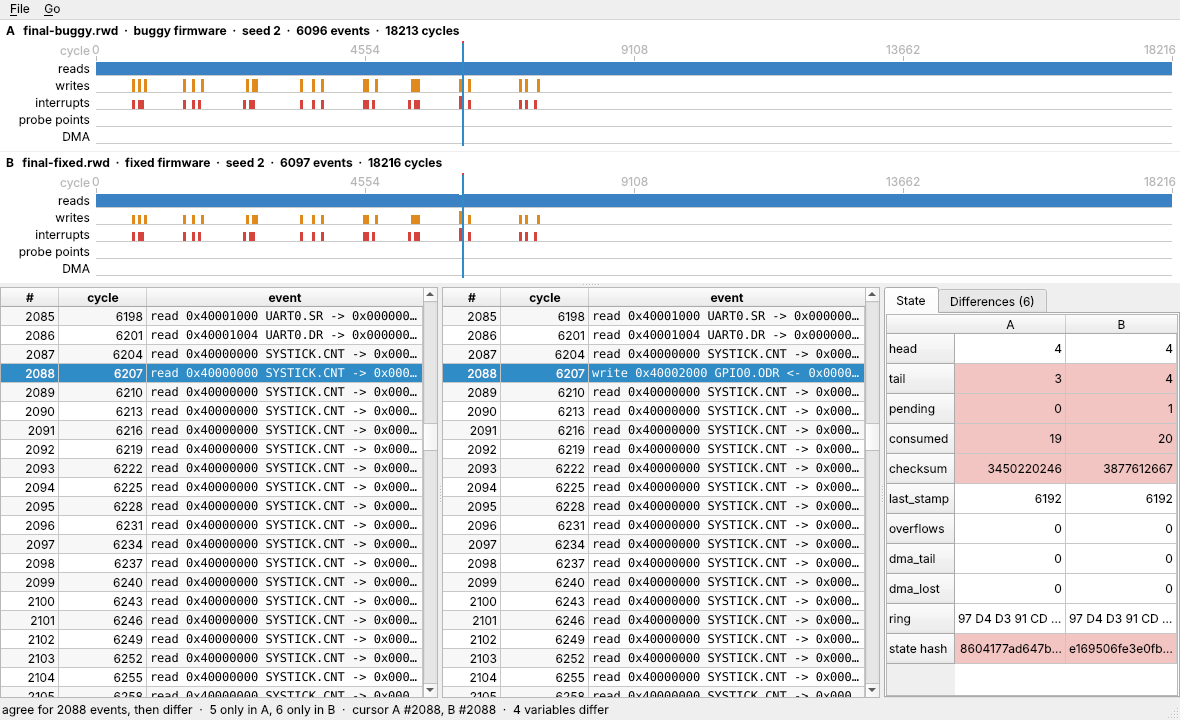 File Go
A final-buggy.rwd · buggy firmware · seed 2 · 6096 events · 18213 cycles
cycle 0 4554 9108 13662 18216
reads
writes
interrupts
probe points
DMA
B final-fixed.rwd · fixed firmware · seed 2 · 6097 events · 18216 cycles
cycle 0 4554 9108 13662 18216
reads
writes
interrupts
probe points
DMA
# cycle event
2085 6198 read 0x40001000 UART0.SR -> 0x000000…
2086 6201 read 0x40001004 UART0.DR -> 0x000000…
2087 6204 read 0x40000000 SYSTICK.CNT -> 0x000…
2088 6207 read 0x40000000 SYSTICK.CNT -> 0x000…
2089 6210 read 0x40000000 SYSTICK.CNT -> 0x000…
2090 6213 read 0x40000000 SYSTICK.CNT -> 0x000…
2091 6216 read 0x40000000 SYSTICK.CNT -> 0x000…
2092 6219 read 0x40000000 SYSTICK.CNT -> 0x000…
2093 6222 read 0x40000000 SYSTICK.CNT -> 0x000…
2094 6225 read 0x40000000 SYSTICK.CNT -> 0x000…
2095 6228 read 0x40000000 SYSTICK.CNT -> 0x000…
2096 6231 read 0x40000000 SYSTICK.CNT -> 0x000…
2097 6234 read 0x40000000 SYSTICK.CNT -> 0x000…
2098 6237 read 0x40000000 SYSTICK.CNT -> 0x000…
2099 6240 read 0x40000000 SYSTICK.CNT -> 0x000…
2100 6243 read 0x40000000 SYSTICK.CNT -> 0x000…
2101 6246 read 0x40000000 SYSTICK.CNT -> 0x000…
2102 6249 read 0x40000000 SYSTICK.CNT -> 0x000…
2103 6252 read 0x40000000 SYSTICK.CNT -> 0x000…
2104 6255 read 0x40000000 SYSTICK.CNT -> 0x000…
2105 6258 read 0x40000000 SYSTICK.CNT -> 0x000…
# cycle event
2085 6198 read 0x40001000 UART0.SR -> 0x000000…
2086 6201 read 0x40001004 UART0.DR -> 0x000000…
2087 6204 read 0x40000000 SYSTICK.CNT -> 0x000…
2088 6207 write 0x40002000 GPIO0.ODR <- 0x0000…
2089 6210 read 0x40000000 SYSTICK.CNT -> 0x000…
2090 6213 read 0x40000000 SYSTICK.CNT -> 0x000…
2091 6216 read 0x40000000 SYSTICK.CNT -> 0x000…
2092 6219 read 0x40000000 SYSTICK.CNT -> 0x000…
2093 6222 read 0x40000000 SYSTICK.CNT -> 0x000…
2094 6225 read 0x40000000 SYSTICK.CNT -> 0x000…
2095 6228 read 0x40000000 SYSTICK.CNT -> 0x000…
2096 6231 read 0x40000000 SYSTICK.CNT -> 0x000…
2097 6234 read 0x40000000 SYSTICK.CNT -> 0x000…
2098 6237 read 0x40000000 SYSTICK.CNT -> 0x000…
2099 6240 read 0x40000000 SYSTICK.CNT -> 0x000…
2100 6243 read 0x40000000 SYSTICK.CNT -> 0x000…
2101 6246 read 0x40000000 SYSTICK.CNT -> 0x000…
2102 6249 read 0x40000000 SYSTICK.CNT -> 0x000…
2103 6252 read 0x40000000 SYSTICK.CNT -> 0x000…
2104 6255 read 0x40000000 SYSTICK.CNT -> 0x000…
2105 6258 read 0x40000000 SYSTICK.CNT -> 0x000…
State Differences (6)
A B
head 4 4
tail 3 4
pending 0 1
consumed 19 20
checksum 3450220246 3877612667
last_stamp 6192 6192
overflows 0 0
dma_tail 0 0
dma_lost 0 0
ring 97 D4 D3 91 CD … 97 D4 D3 91 CD …
state hash 8604177ad647b… e169506fe3e0fb…
agree for 2088 events, then differ · 5 only in A, 6 only in B · cursor A #2088, B #2088 · 4 variables differ